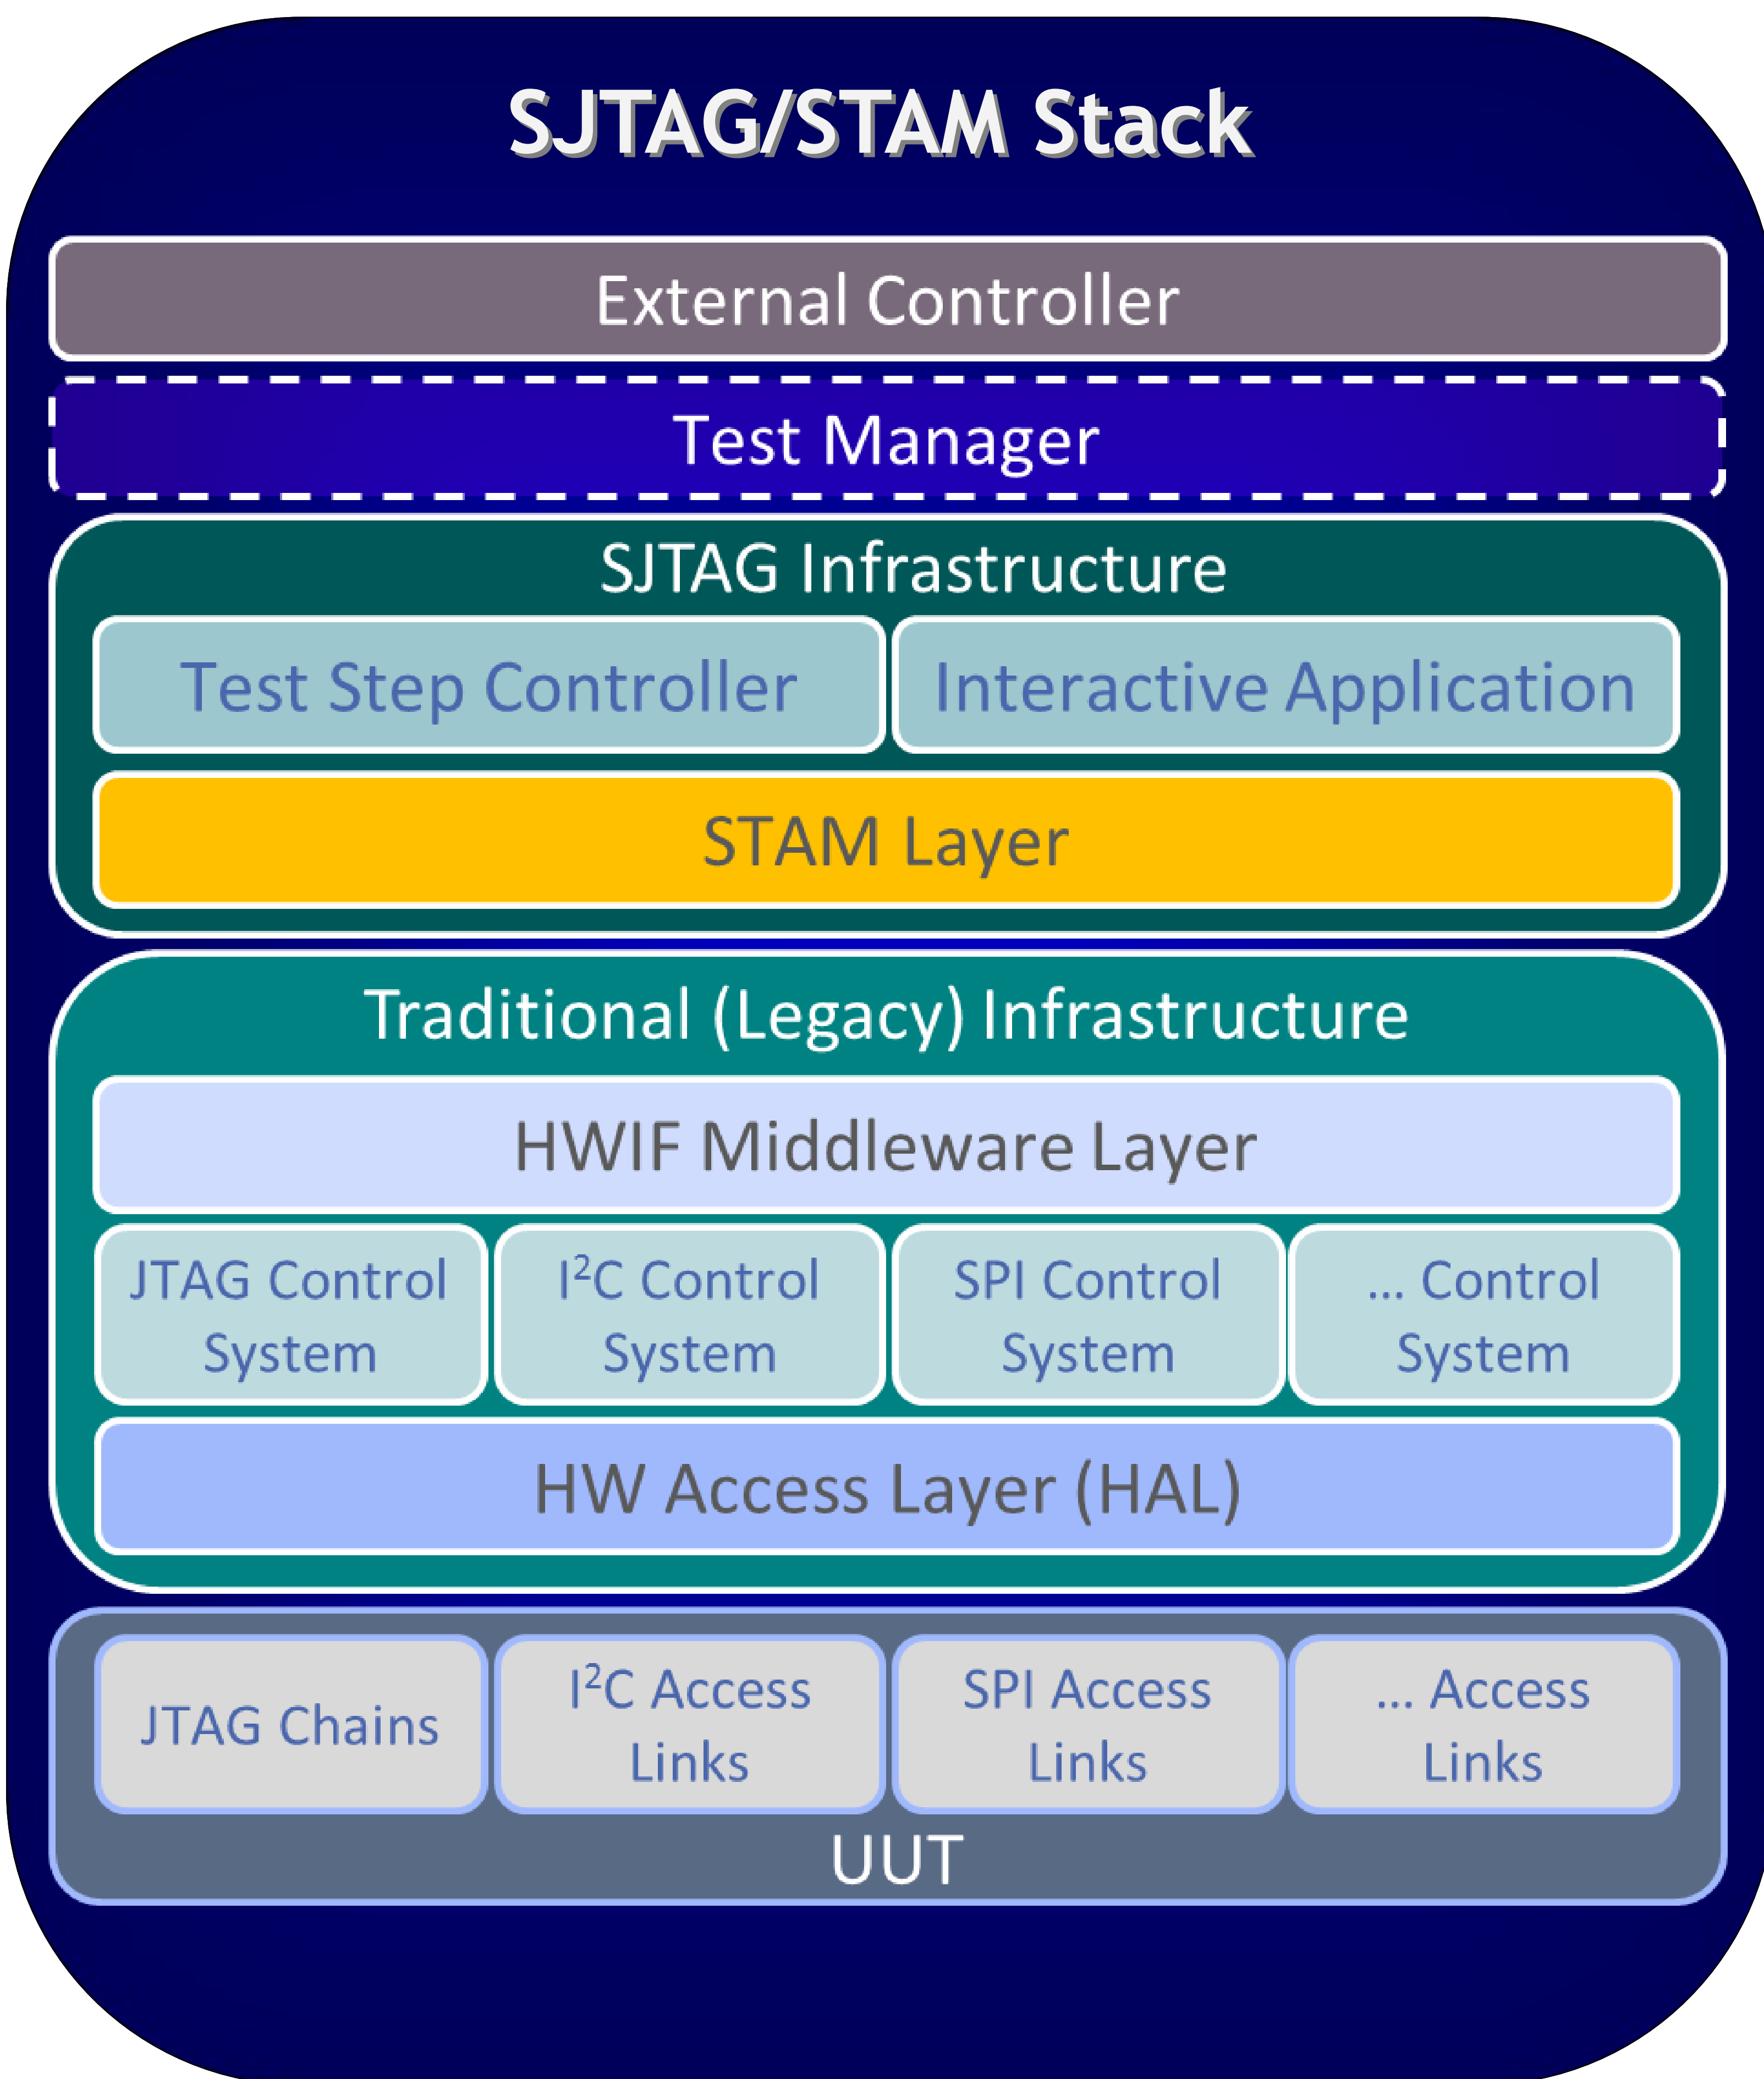 SJTAG/STAM Stack
External Controller
Test Manager
SJTAG Infrastructure
Test Step Controller
Interactive Application
STAM Layer
Traditional (Legacy) Infrastructure
HWIF Middleware Layer
JTAG Control
System
I²C Control
System
SPI Control
System
... Control
System
HW Access Layer (HAL)
JTAG Chains
I²C Access
Links
SPI Access
Links
... Access
Links
UUT